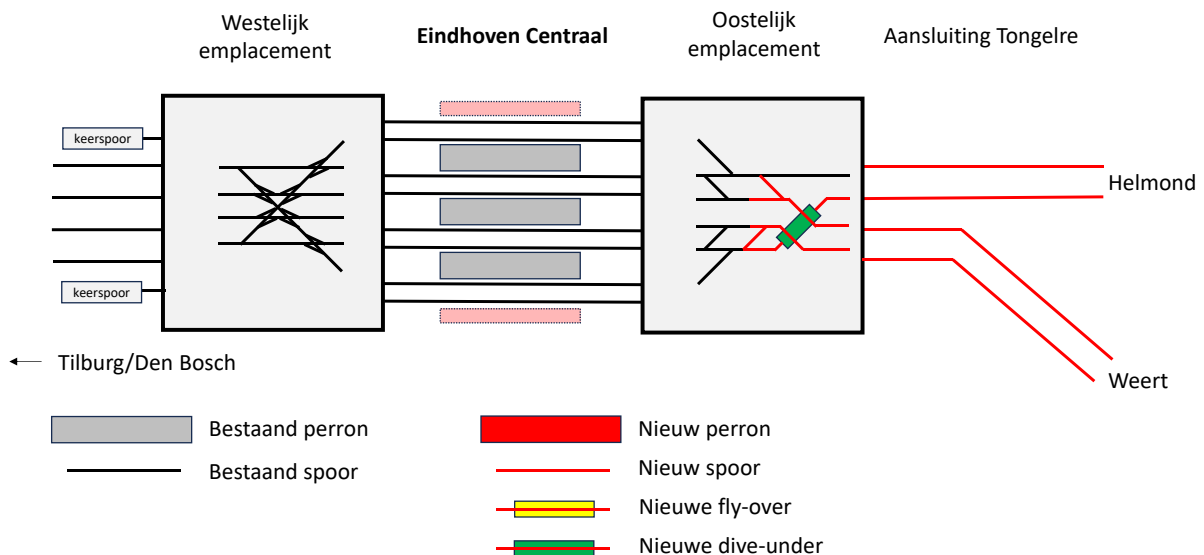 Westelijk
emplacement
Eindhoven Centraal
Oostelijk
emplacement
Aansluiting Tongelre
keerspoor
Helmond
keerspoor
Tilburg/Den Bosch
Weert
Bestaand perron
Nieuw perron
Bestaand spoor
Nieuw spoor
Nieuwe fly-over
Nieuwe dive-under